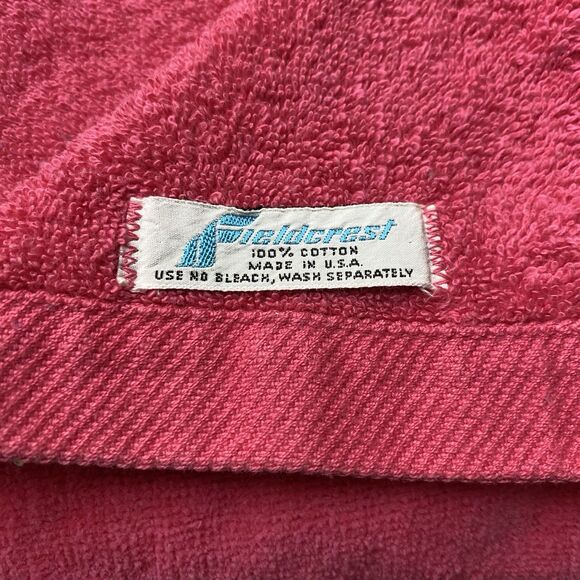 Fieldcrest
100% COTTON
MADE IN U.S.A.
USE NO BLEACH, WASH SEPARATELY